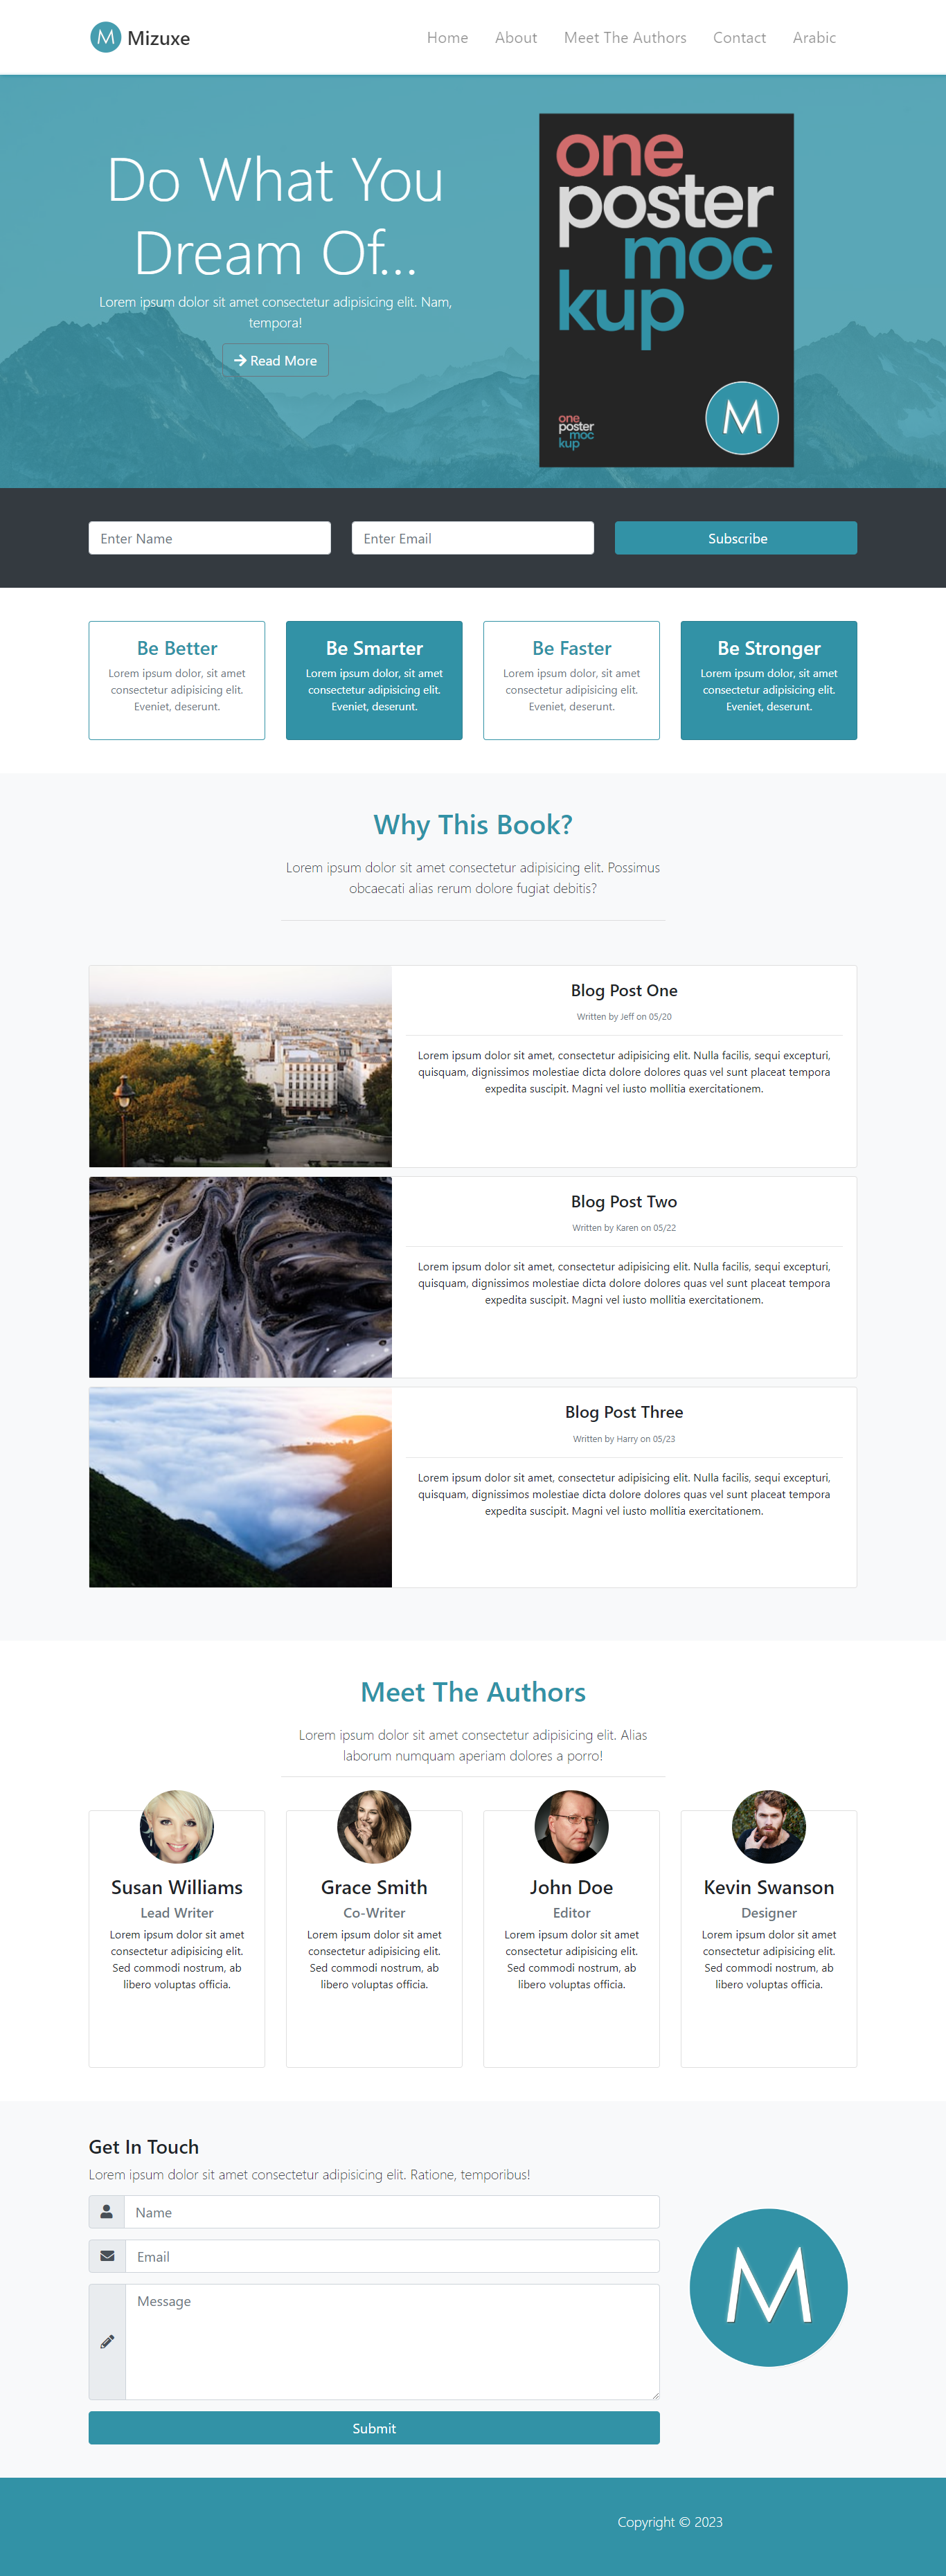 M Mizuxe
Home About Meet The Authors Contact Arabic
Do What You
Dream Of...
Lorem ipsum dolor sit amet consectetur adipisicing elit. Nam,
tempora!
Read More
one
poster
moc
kup
one
poster
moc
kup
M
Enter Name
Enter Email
Subscribe
Be Better
Lorem ipsum dolor, sit amet
consectetur adipisicing elit.
Eveniet, deserunt.
Be Smarter
Lorem ipsum dolor, sit amet
consectetur adipisicing elit.
Eveniet, deserunt.
Be Faster
Lorem ipsum dolor, sit amet
consectetur adipisicing elit.
Eveniet, deserunt.
Be Stronger
Lorem ipsum dolor, sit amet
consectetur adipisicing elit.
Eveniet, deserunt.
Why This Book?
Lorem ipsum dolor sit amet consectetur adipisicing elit. Possimus
obcaecati alias rerum dolore fugiat debitis?
Blog Post One
Written by Jeff on 05/20
Lorem ipsum dolor sit amet, consectetur adipisicing elit. Nulla facilis, sequi excepturi,
quisquam, dignissimos molestiae dicta dolore dolores quas vel sunt placeat tempora
expedita suscipit. Magni vel iusto mollitia exercitationem.
Blog Post Two
Written by Karen on 05/22
Lorem ipsum dolor sit amet, consectetur adipisicing elit. Nulla facilis, sequi excepturi,
quisquam, dignissimos molestiae dicta dolore dolores quas vel sunt placeat tempora
expedita suscipit. Magni vel iusto mollitia exercitationem.
Blog Post Three
Written by Harry on 05/23
Lorem ipsum dolor sit amet, consectetur adipisicing elit. Nulla facilis, sequi excepturi,
quisquam, dignissimos molestiae dicta dolore dolores quas vel sunt placeat tempora
expedita suscipit. Magni vel iusto mollitia exercitationem.
Meet The Authors
Lorem ipsum dolor sit amet consectetur adipisicing elit. Alias
laborum numquam aperiam dolores a porro!
Susan Williams
Lead Writer
Lorem ipsum dolor sit amet
consectetur adipisicing elit.
Sed commodi nostrum, ab
libero voluptas officia.
Grace Smith
Co-Writer
Lorem ipsum dolor sit amet
consectetur adipisicing elit.
Sed commodi nostrum, ab
libero voluptas officia.
John Doe
Editor
Lorem ipsum dolor sit amet
consectetur adipisicing elit.
Sed commodi nostrum, ab
libero voluptas officia.
Kevin Swanson
Designer
Lorem ipsum dolor sit amet
consectetur adipisicing elit.
Sed commodi nostrum, ab
libero voluptas officia.
Get In Touch
Lorem ipsum dolor sit amet consectetur adipisicing elit. Ratione, temporibus!
Name
Email
Message
Submit
M
Copyright © 2023